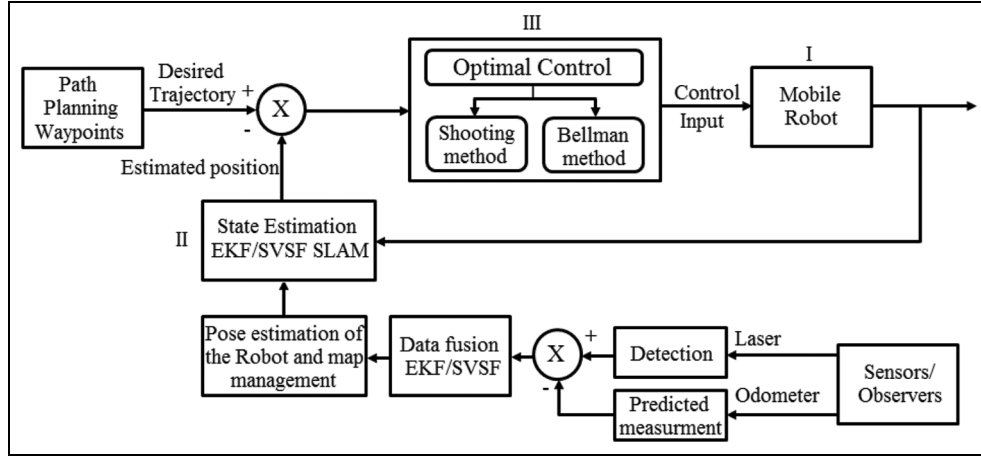 III
Optimal Control
Shooting
method
Bellman
method
I
Mobile
Robot
Control
Input
Path
Planning
Waypoints
Desired
Trajectory
+
X
-
Estimated position
II
State Estimation
EKF/SVSF SLAM
Pose estimation of
the Robot and map
management
Data fusion
EKF/SVSF
X
+
-
Detection
Laser
Predicted
measurment
Odometer
Sensors/
Observers